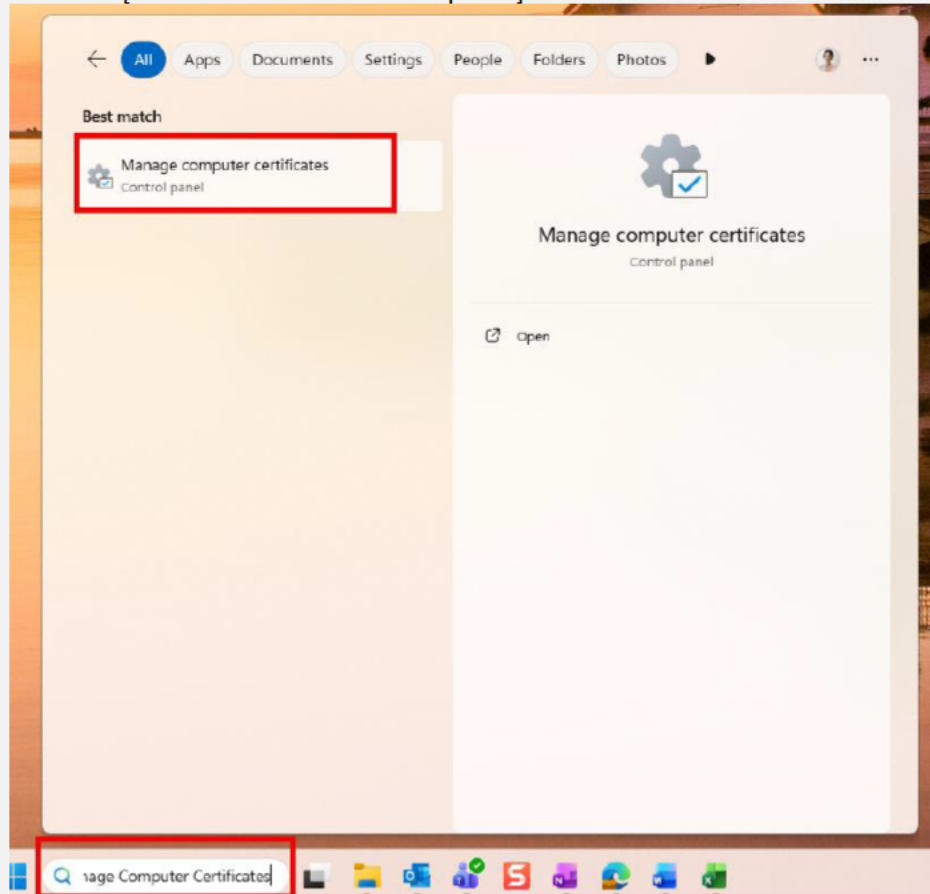 All Apps Documents Settings People Folders Photos
Best match
Manage computer certificates
Control panel
Manage computer certificates
Control panel
Open
nage Computer Certificates